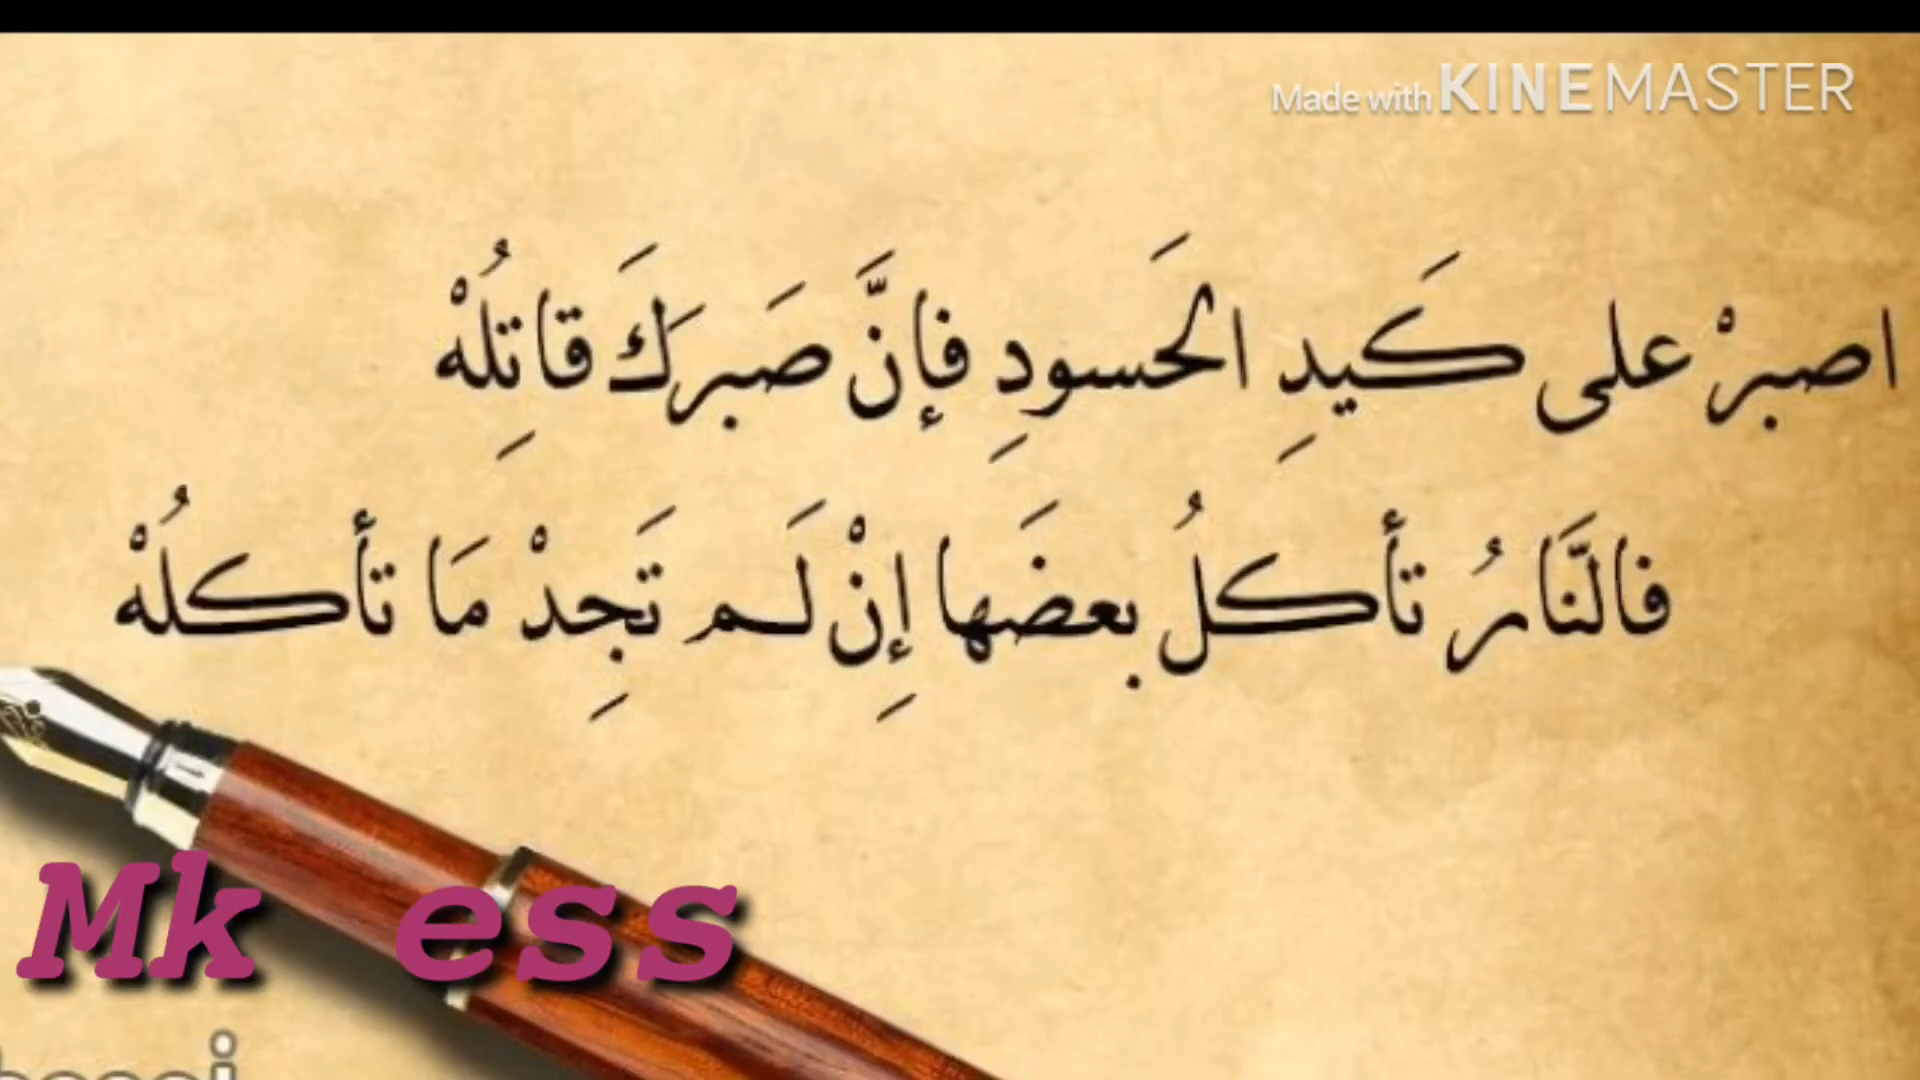 Made with KINEMASTER
اصبرْ على كَيدِ الحَسودِ فإنَّ صَبرَكَ قاتِلُهْ
فالنَّارُ تأكلُ بعضَها إنْ لَم تَجِدْ مَا تأكلُهْ
Mk ess